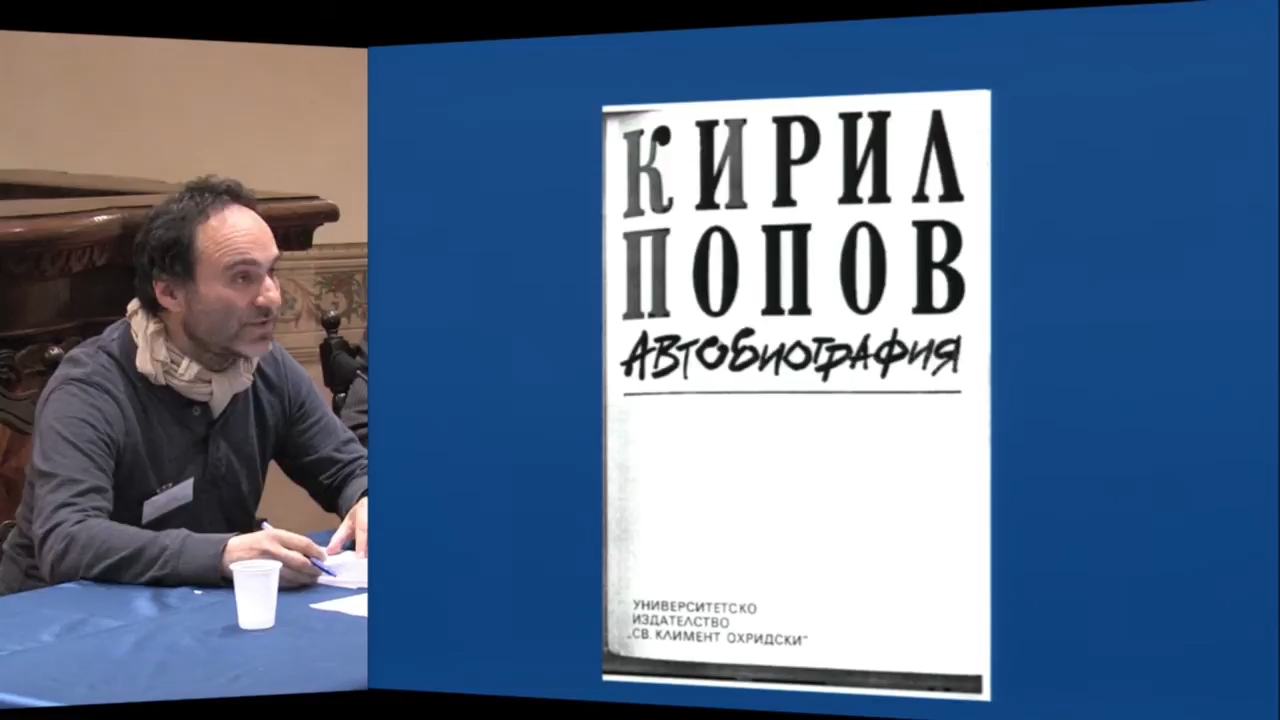 КИРИЛ
ПОПОВ
АВТОБИОГРАФИЯ
УНИВЕРСИТЕТСКО
ИЗДАТЕЛСТВО
„СВ. КЛИМЕНТ ОХРИДСКИ“